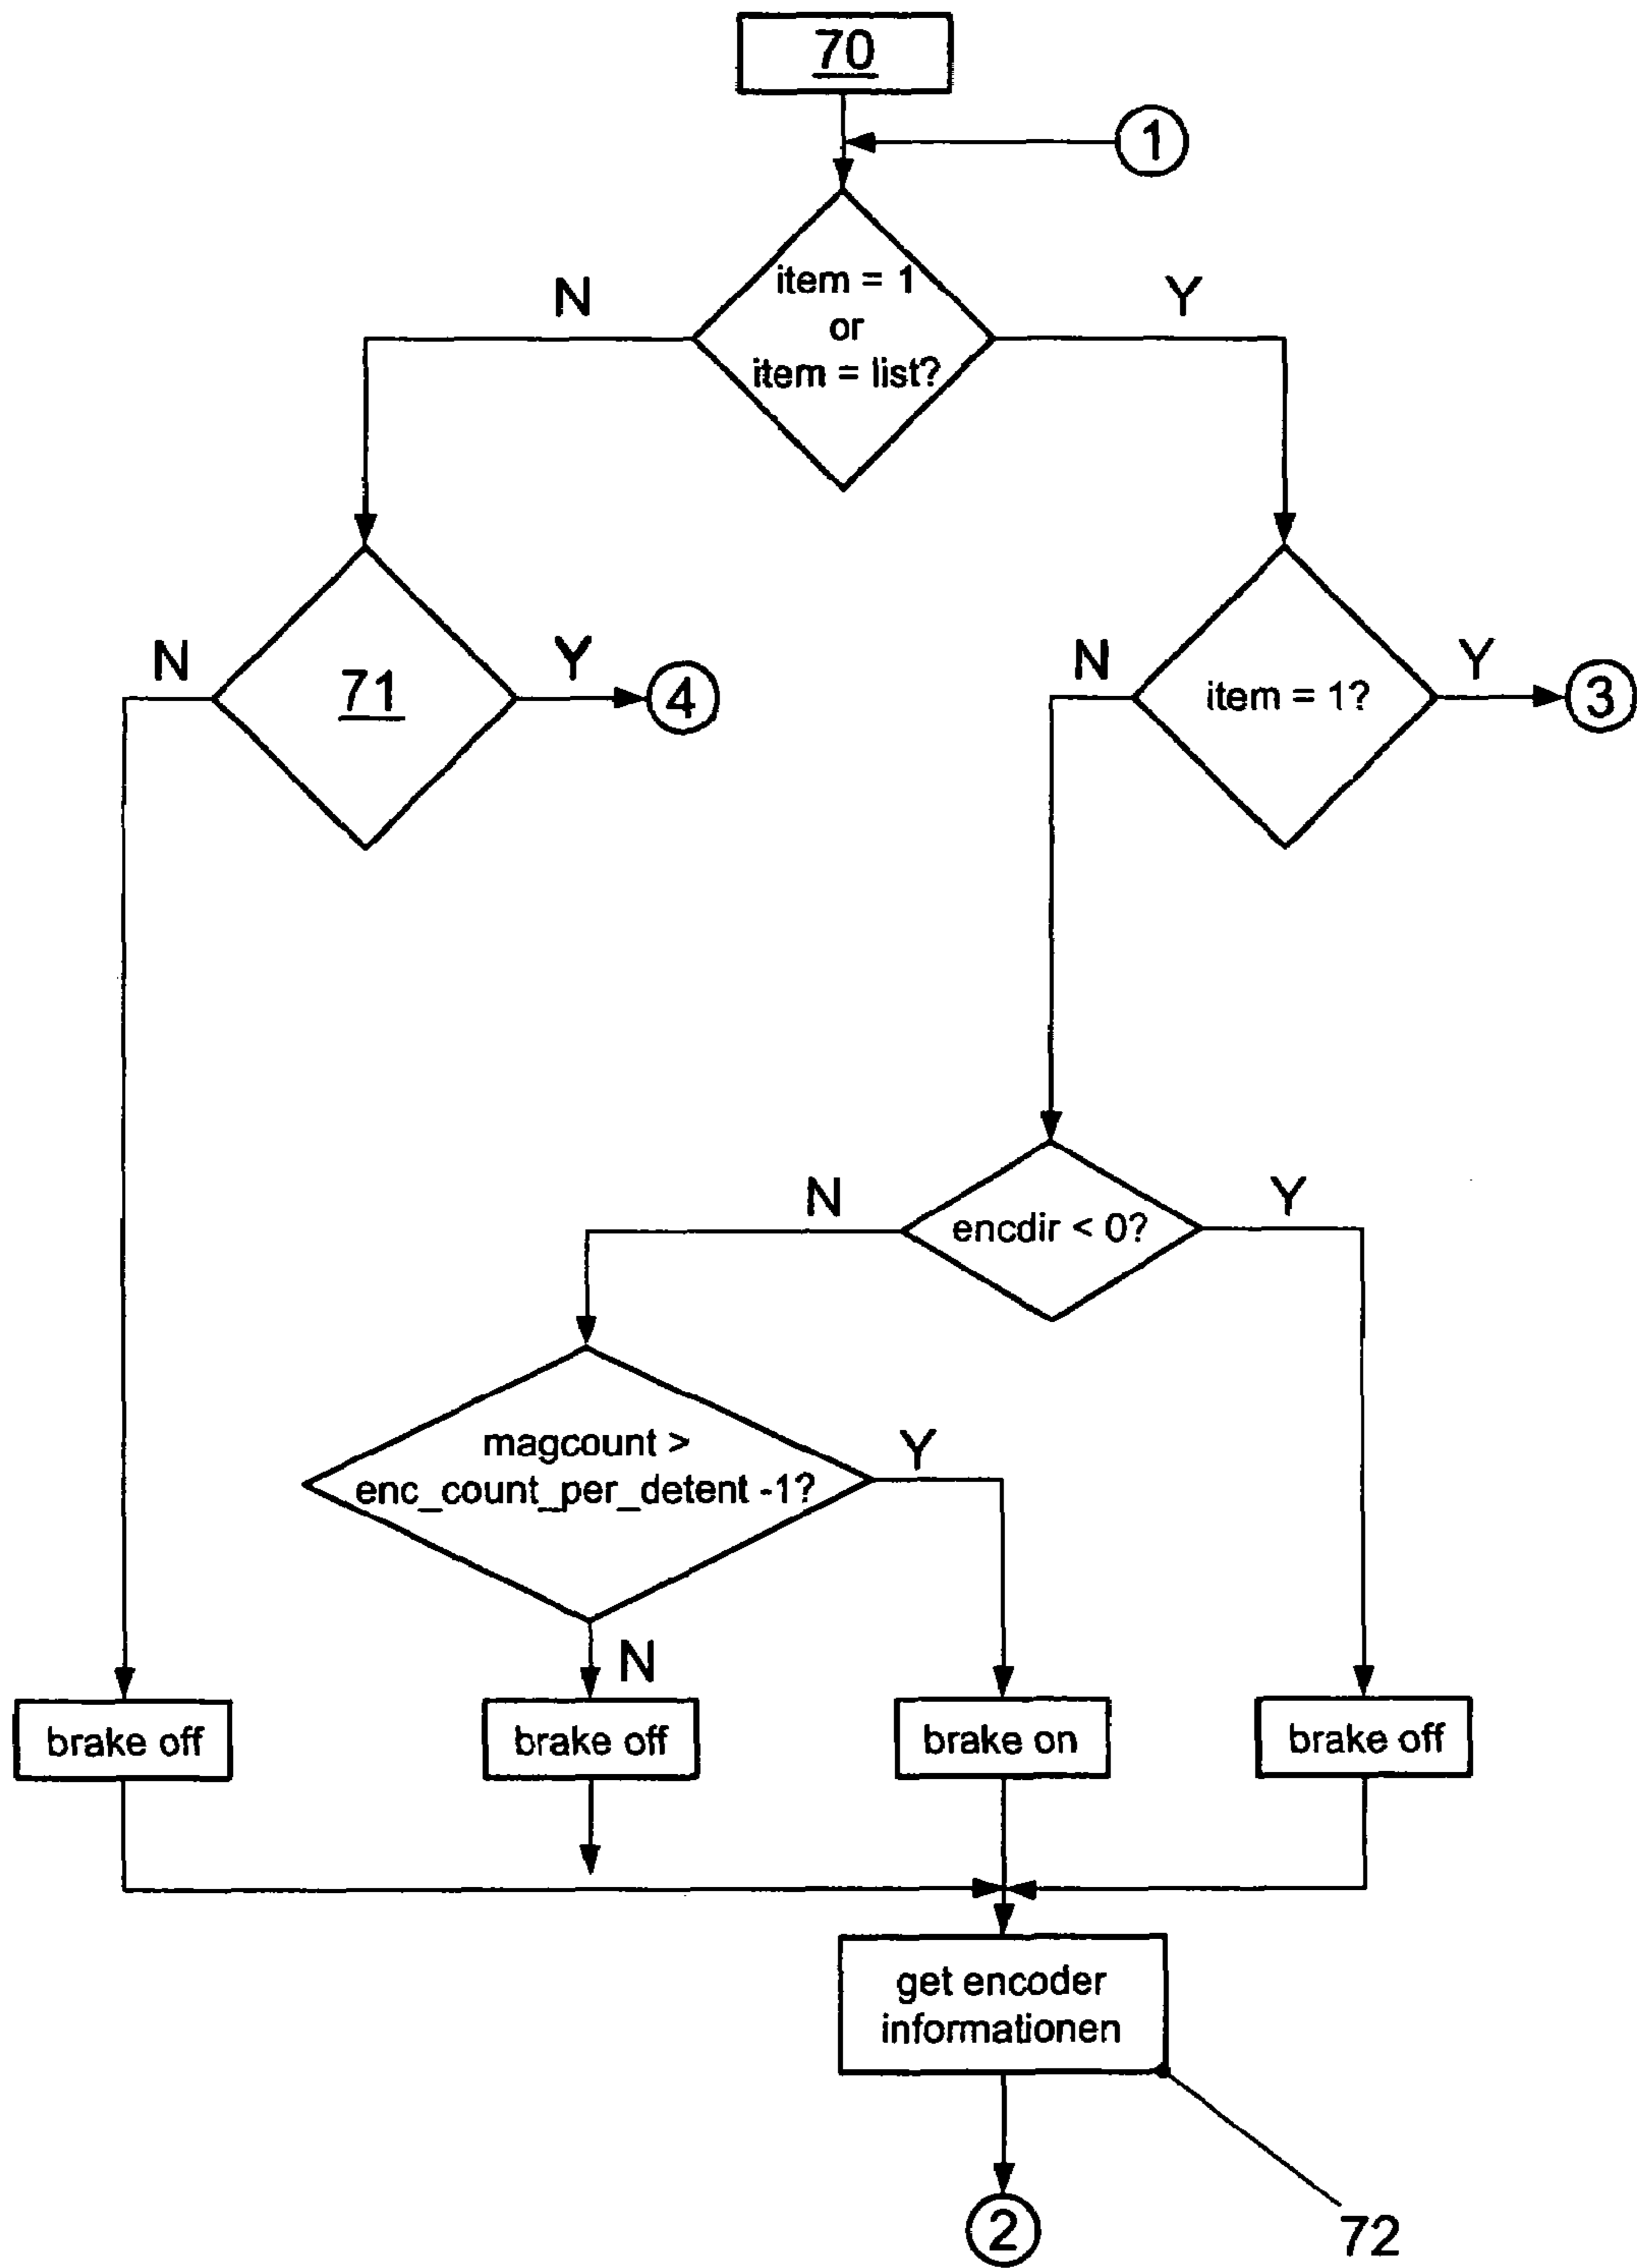 70
1
item = 1
or
item = list?
N
Y
71
N
Y
4
item = 1?
N
Y
3
encdir < 0?
N
Y
magcount >
enc_count_per_detent -1?
Y
N
brake off
brake off
brake on
brake off
get encoder
informationen
2
72